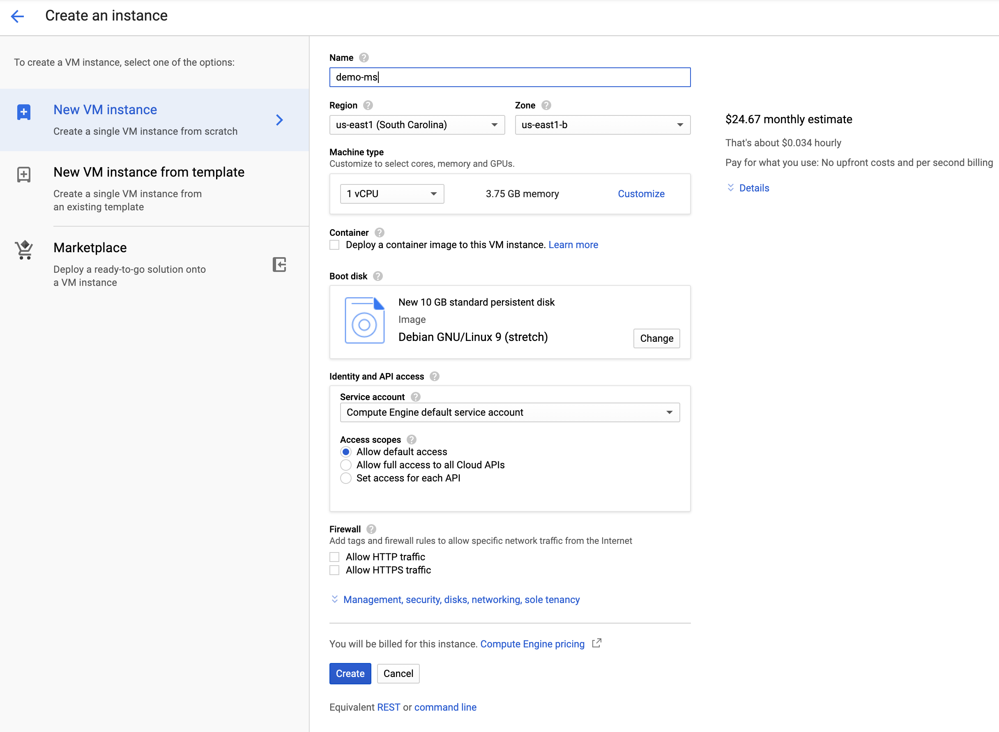 Create an instance
To create a VM instance, select one of the options:
New VM instance
Create a single VM instance from scratch
New VM instance from template
Create a single VM instance from
an existing template
Marketplace
Deploy a ready-to-go solution onto
a VM instance
Name
demo-ms
Region
Zone
us-east1 (South Carolina)
us-east1-b
Machine type
Customize to select cores, memory and GPUs.
1 vCPU
3.75 GB memory
Customize
Container
Deploy a container image to this VM instance. Learn more
Boot disk
New 10 GB standard persistent disk
Image
Debian GNU/Linux 9 (stretch)
Change
Identity and API access
Service account
Compute Engine default service account
Access scopes
Allow default access
Allow full access to all Cloud APIs
Set access for each API
Firewall
Add tags and firewall rules to allow specific network traffic from the Internet
Allow HTTP traffic
Allow HTTPS traffic
Management, security, disks, networking, sole tenancy
You will be billed for this instance. Compute Engine pricing
Create
Cancel
Equivalent REST or command line
$24.67 monthly estimate
That's about $0.034 hourly
Pay for what you use: No upfront costs and per second billing
Details